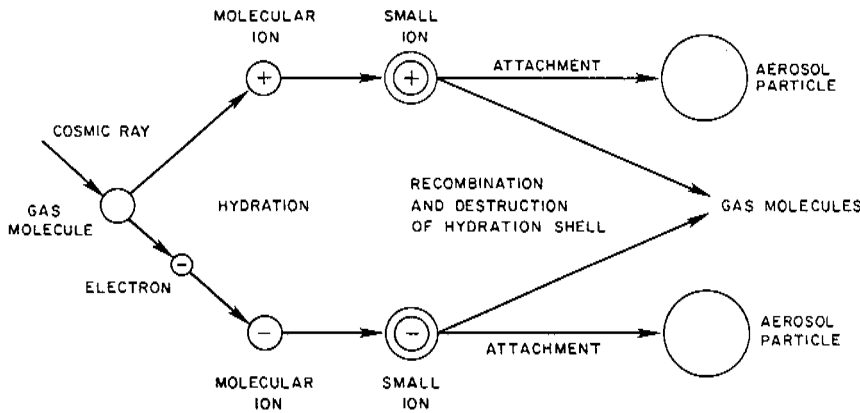 MOLECULAR
ION
SMALL
ION
+
+
ATTACHMENT
AEROSOL
PARTICLE
COSMIC RAY
GAS
MOLECULE
HYDRATION
RECOMBINATION
AND DESTRUCTION
OF HYDRATION SHELL
GAS MOLECULES
-
ELECTRON
-
-
ATTACHMENT
AEROSOL
PARTICLE
MOLECULAR
ION
SMALL
ION